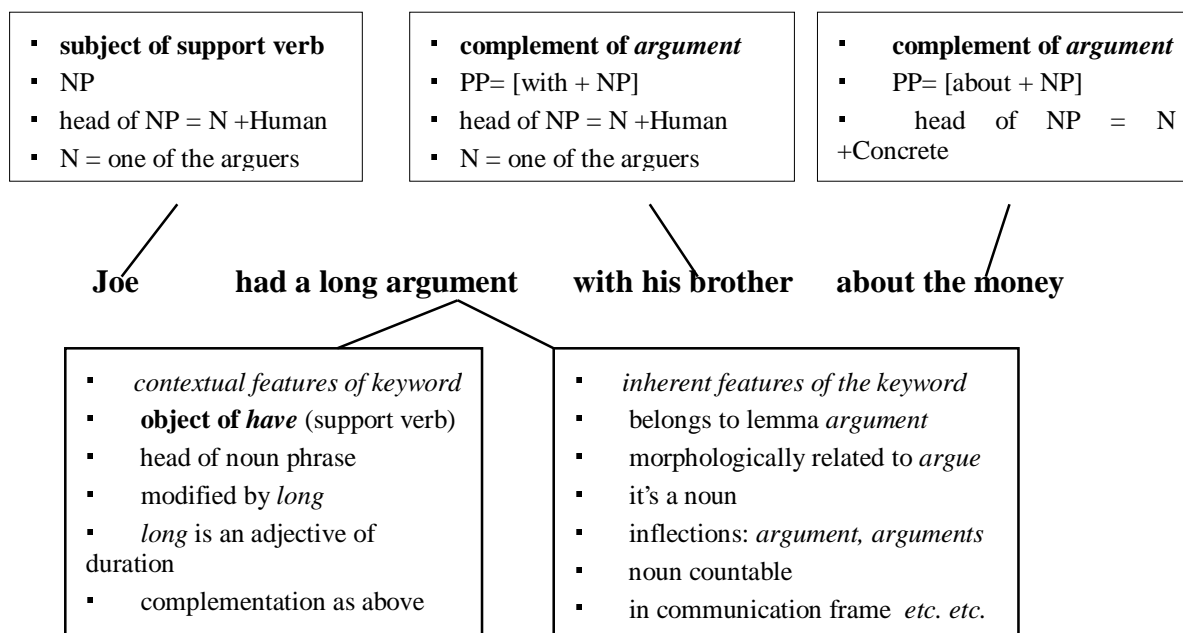 ▪ subject of support verb
▪ NP
▪ head of NP = N +Human
▪ N = one of the arguers
▪ complement of argument
▪ PP= [with + NP]
▪ head of NP = N +Human
▪ N = one of the arguers
▪ complement of argument
▪ PP= [about + NP]
▪ head of NP = N
+Concrete
Joe had a long argument with his brother about the money
▪ contextual features of keyword
▪ object of have (support verb)
▪ head of noun phrase
▪ modified by long
▪ long is an adjective of
duration
▪ complementation as above
▪ inherent features of the keyword
▪ belongs to lemma argument
▪ morphologically related to argue
▪ it's a noun
▪ inflections: argument, arguments
▪ noun countable
▪ in communication frame etc. etc.